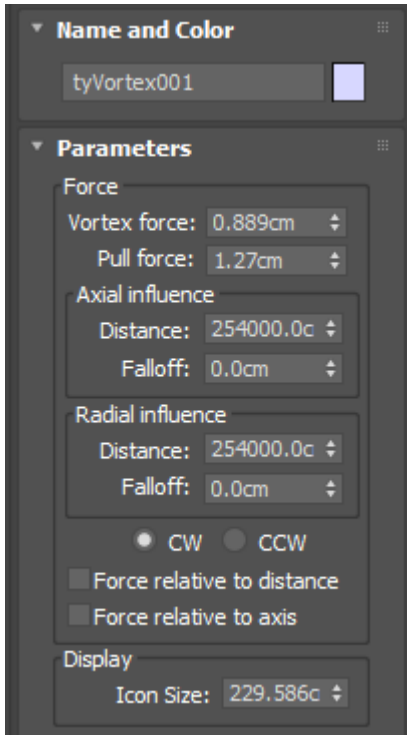 Name and Color
tyVortex001
Parameters
Force
Vortex force: 0.889cm
Pull force: 1.27cm
Axial influence
Distance: 254000.0c
Falloff: 0.0cm
Radial influence
Distance: 254000.0c
Falloff: 0.0cm
CW CCW
Force relative to distance
Force relative to axis
Display
Icon Size: 229.586c